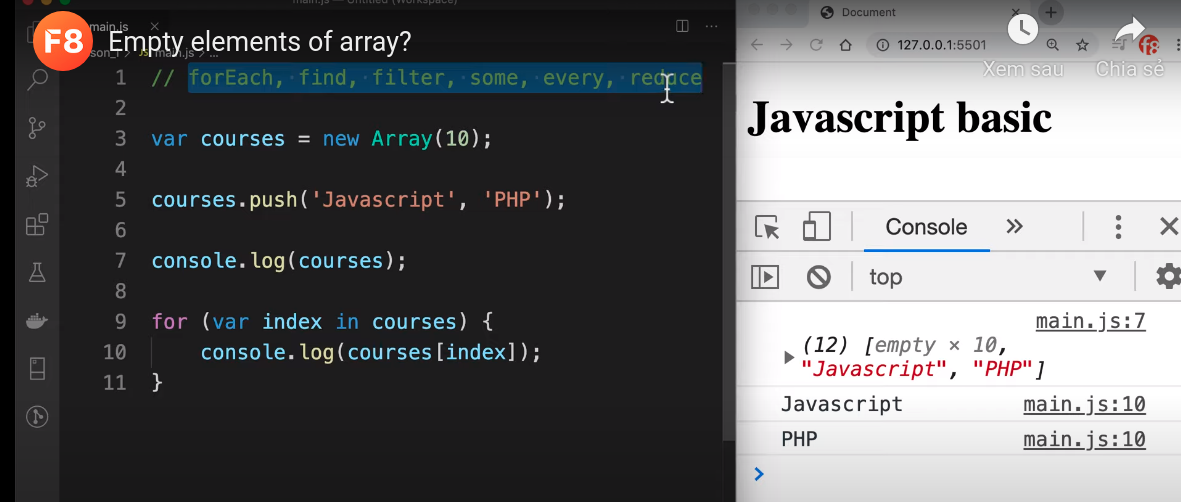 main.js — Untitled (Workspace)
F8 Empty elements of array?
main.js ×
Document × +
127.0.0.1:5501
Xem sau Chia sẻ
main.js > ...
1 // forEach, find, filter, some, every, reduce
2
3 var courses = new Array(10);
4
5 courses.push('Javascript', 'PHP');
6
7 console.log(courses);
8
9 for (var index in courses) {
10 console.log(courses[index]);
11 }
Javascript basic
Console »
top ▼
main.js:7
▶ (12) [empty × 10,
"Javascript", "PHP"]
Javascript main.js:10
PHP main.js:10
>